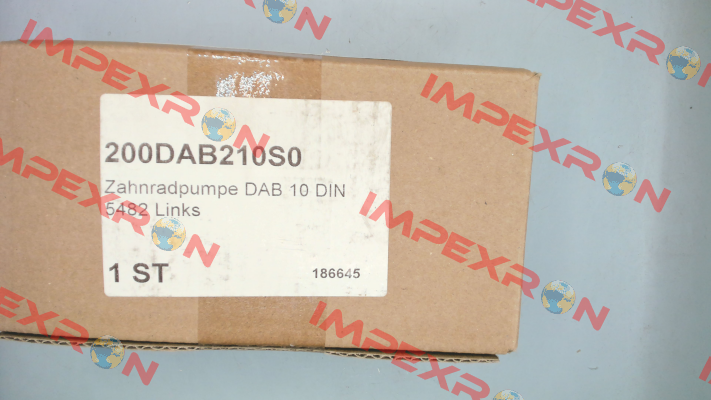 IMPEXRON
IMPEXRON
IMPEXRON
200DAB210S0
Zahnradpumpe DAB 10 DIN
5482 Links
1 ST
186645
IMPEXRON
IMPEXRON
IMPEXRON
IMPEXRON